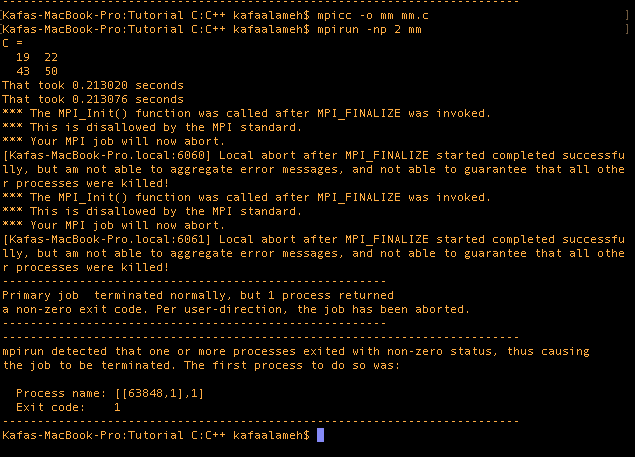 ----------------------------------------------------------------------
[Kafas-MacBook-Pro:Tutorial C:C++ kafaalameh$ mpicc -o mm mm.c ]
[Kafas-MacBook-Pro:Tutorial C:C++ kafaalameh$ mpirun -np 2 mm ]
C =
  19  22
  43  50
That took 0.213020 seconds
That took 0.213076 seconds
*** The MPI_Init() function was called after MPI_FINALIZE was invoked.
*** This is disallowed by the MPI standard.
*** Your MPI job will now abort.
[Kafas-MacBook-Pro.local:6060] Local abort after MPI_FINALIZE started completed successfu
lly, but am not able to aggregate error messages, and not able to guarantee that all othe
r processes were killed!
*** The MPI_Init() function was called after MPI_FINALIZE was invoked.
*** This is disallowed by the MPI standard.
*** Your MPI job will now abort.
[Kafas-MacBook-Pro.local:6061] Local abort after MPI_FINALIZE started completed successfu
lly, but am not able to aggregate error messages, and not able to guarantee that all othe
r processes were killed!
-------------------------------------------------------
Primary job  terminated normally, but 1 process returned
a non-zero exit code. Per user-direction, the job has been aborted.
-------------------------------------------------------
--------------------------------------------------------------------------
mpirun detected that one or more processes exited with non-zero status, thus causing
the job to be terminated. The first process to do so was:
  Process name: [[63848,1],1]
  Exit code:    1
--------------------------------------------------------------------------
Kafas-MacBook-Pro:Tutorial C:C++ kafaalameh$